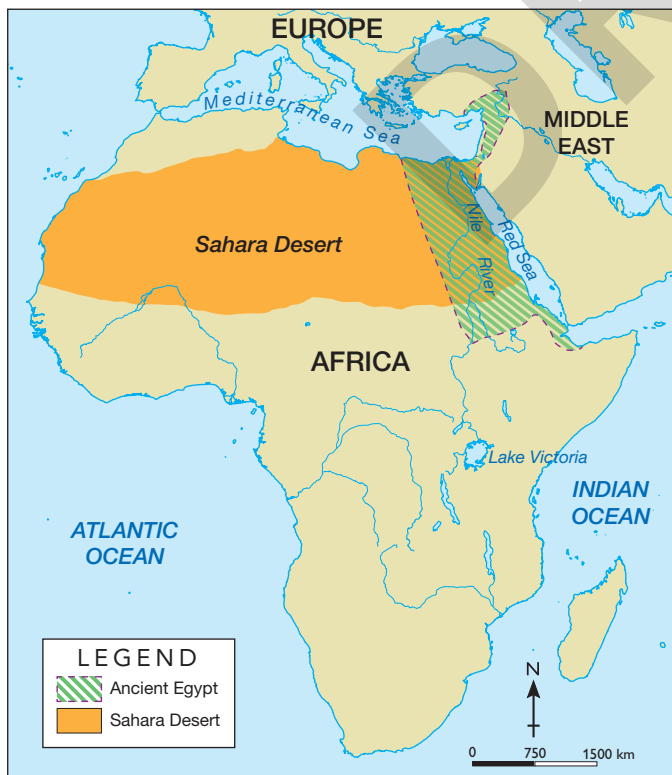 EUROPE
Mediterranean Sea
MIDDLE
EAST
Sahara Desert
Nile
River
Red Sea
AFRICA
Lake Victoria
INDIAN
OCEAN
ATLANTIC
OCEAN
LEGEND
Ancient Egypt
Sahara Desert
N
0 750 1500 km